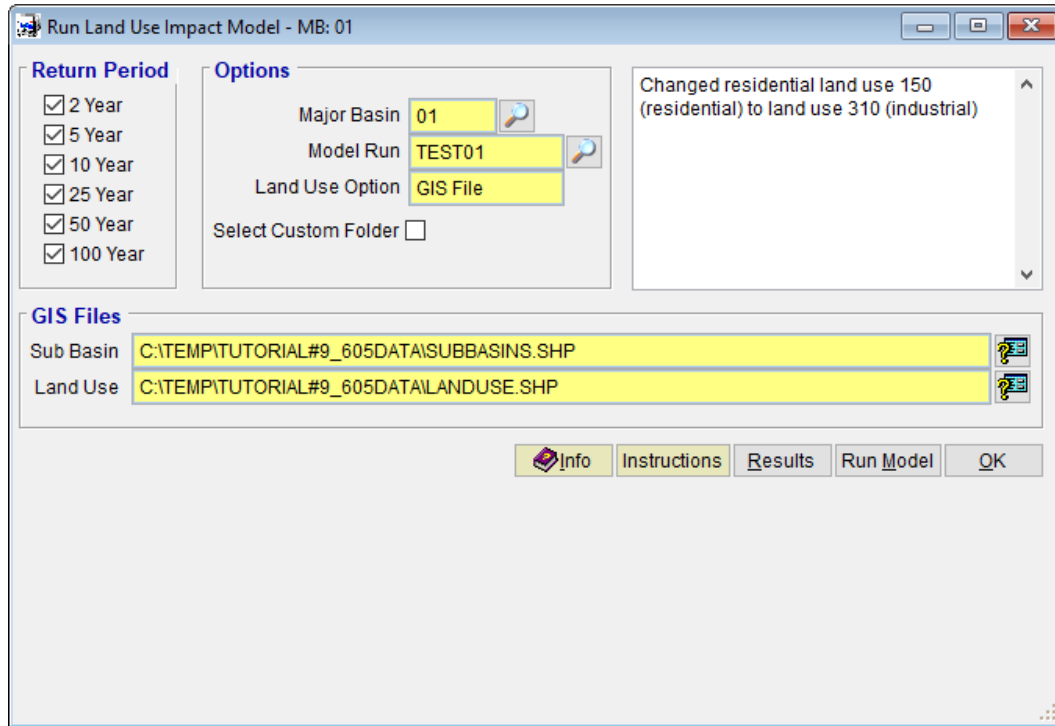 Run Land Use Impact Model - MB: 01
Return Period
2 Year
5 Year
10 Year
25 Year
50 Year
100 Year
Options
Major Basin 01
Model Run TEST01
Land Use Option GIS File
Select Custom Folder
Changed residential land use 150
(residential) to land use 310 (industrial)
GIS Files
Sub Basin C:\TEMP\TUTORIAL#9_605DATA\SUBBASINS.SHP
Land Use C:\TEMP\TUTORIAL#9_605DATA\LANDUSE.SHP
Info Instructions Results Run Model OK